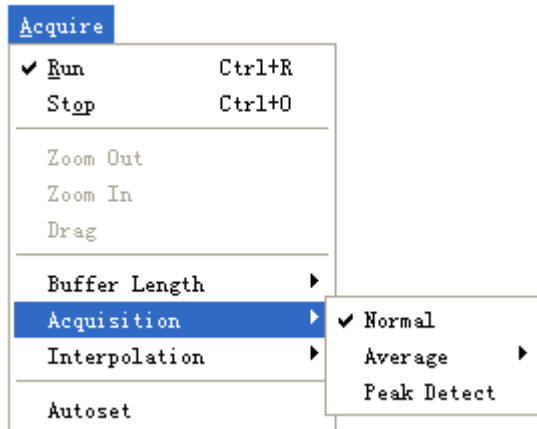 Acquire
Run Ctrl+R
Stop Ctrl+O
Zoom Out
Zoom In
Drag
Buffer Length
Acquisition
Interpolation
Autoset
Normal
Average
Peak Detect